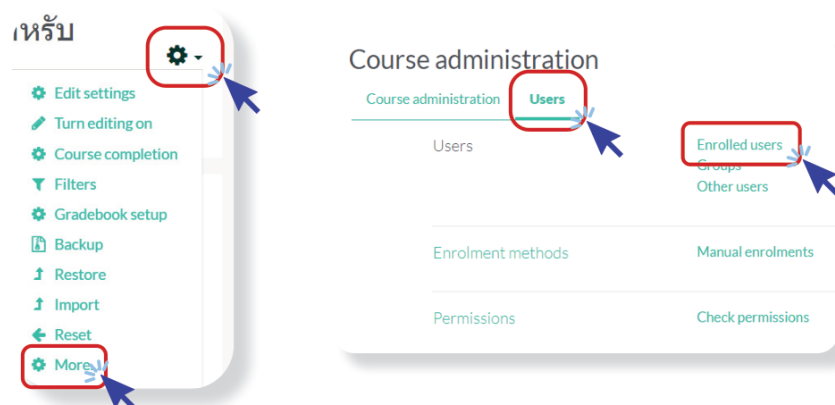 หรับ
Edit settings
Turn editing on
Course completion
Filters
Gradebook setup
Backup
Restore
Import
Reset
More
Course administration
Course administration Users
Users Enrolled users
Groups
Other users
Enrolment methods Manual enrolments
Permissions Check permissions